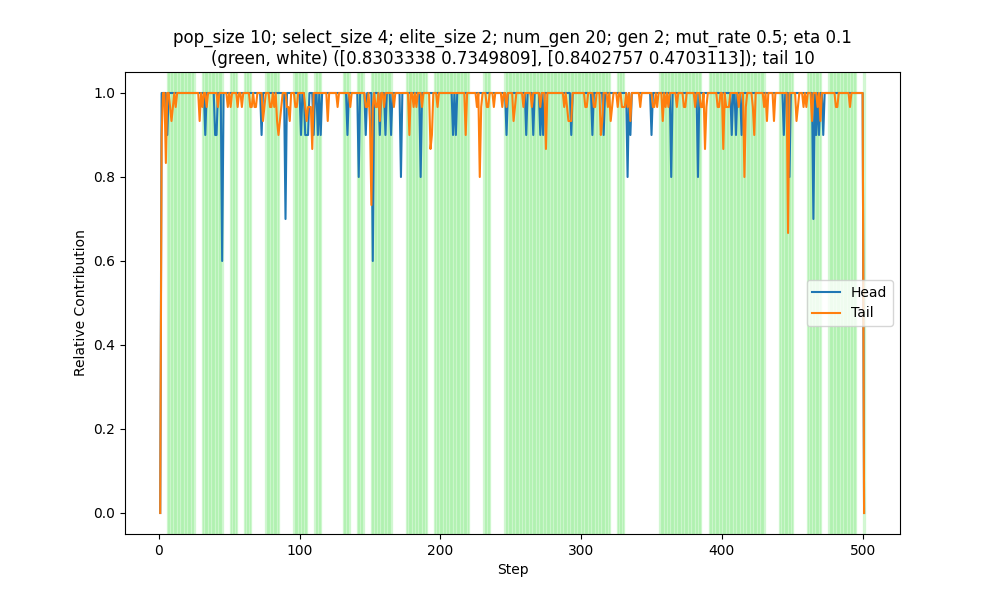 pop_size 10; select_size 4; elite_size 2; num_gen 20; gen 2; mut_rate 0.5; eta 0.1
(green, white) ([0.8303338 0.7349809], [0.8402757 0.4703113]); tail 10
1.0
0.8
0.6
0.4
0.2
0.0
Relative Contribution
Head
Tail
0
100
200
300
400
500
Step